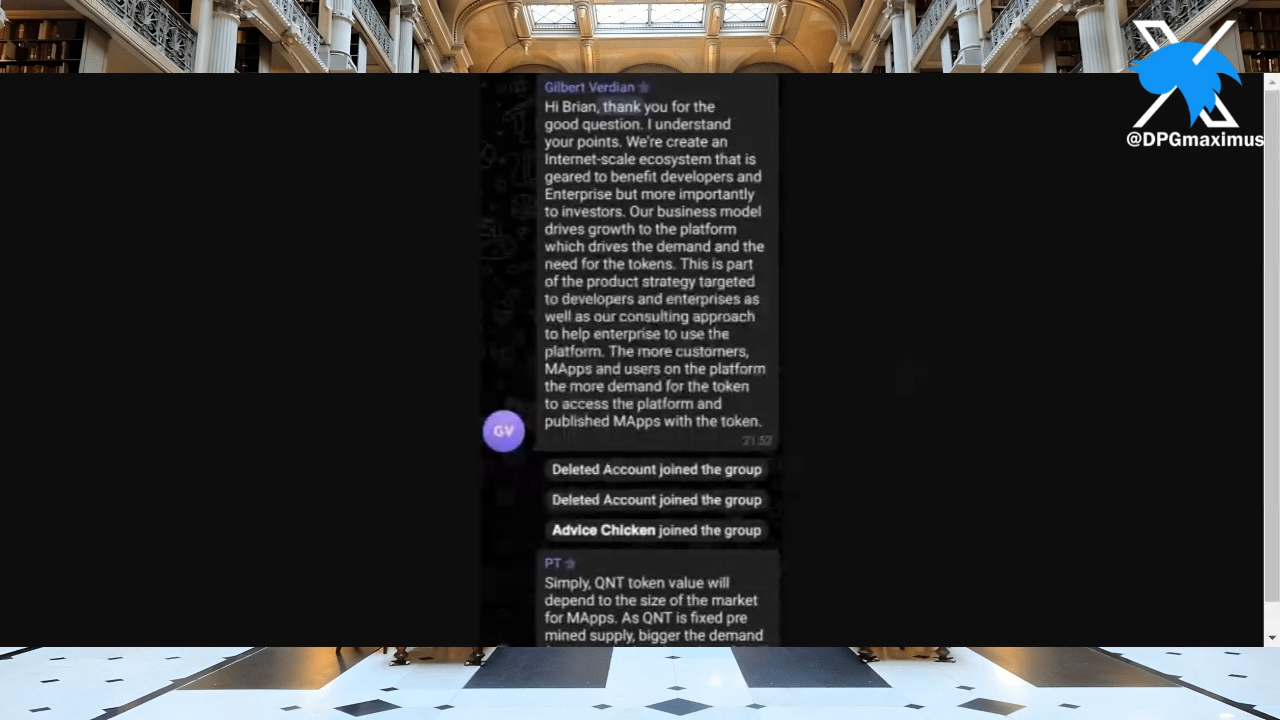 @DPGmaximus
Gilbert Verdian
Hi Brian, thank you for the
good question. I understand
your points. We're create an
Internet-scale ecosystem that is
geared to benefit developers and
Enterprise but more importantly
to investors. Our business model
drives growth to the platform
which drives the demand and the
need for the tokens. This is part
of the product strategy targeted
to developers and enterprises as
well as our consulting approach
to help enterprise to use the
platform. The more customers,
MApps and users on the platform
the more demand for the token
to access the platform and
published MApps with the token.
21:52
GV
Deleted Account joined the group
Deleted Account joined the group
Advice Chicken joined the group
PT
Simply, QNT token value will
depend to the size of the market
for MApps. As QNT is fixed pre
mined supply, bigger the demand